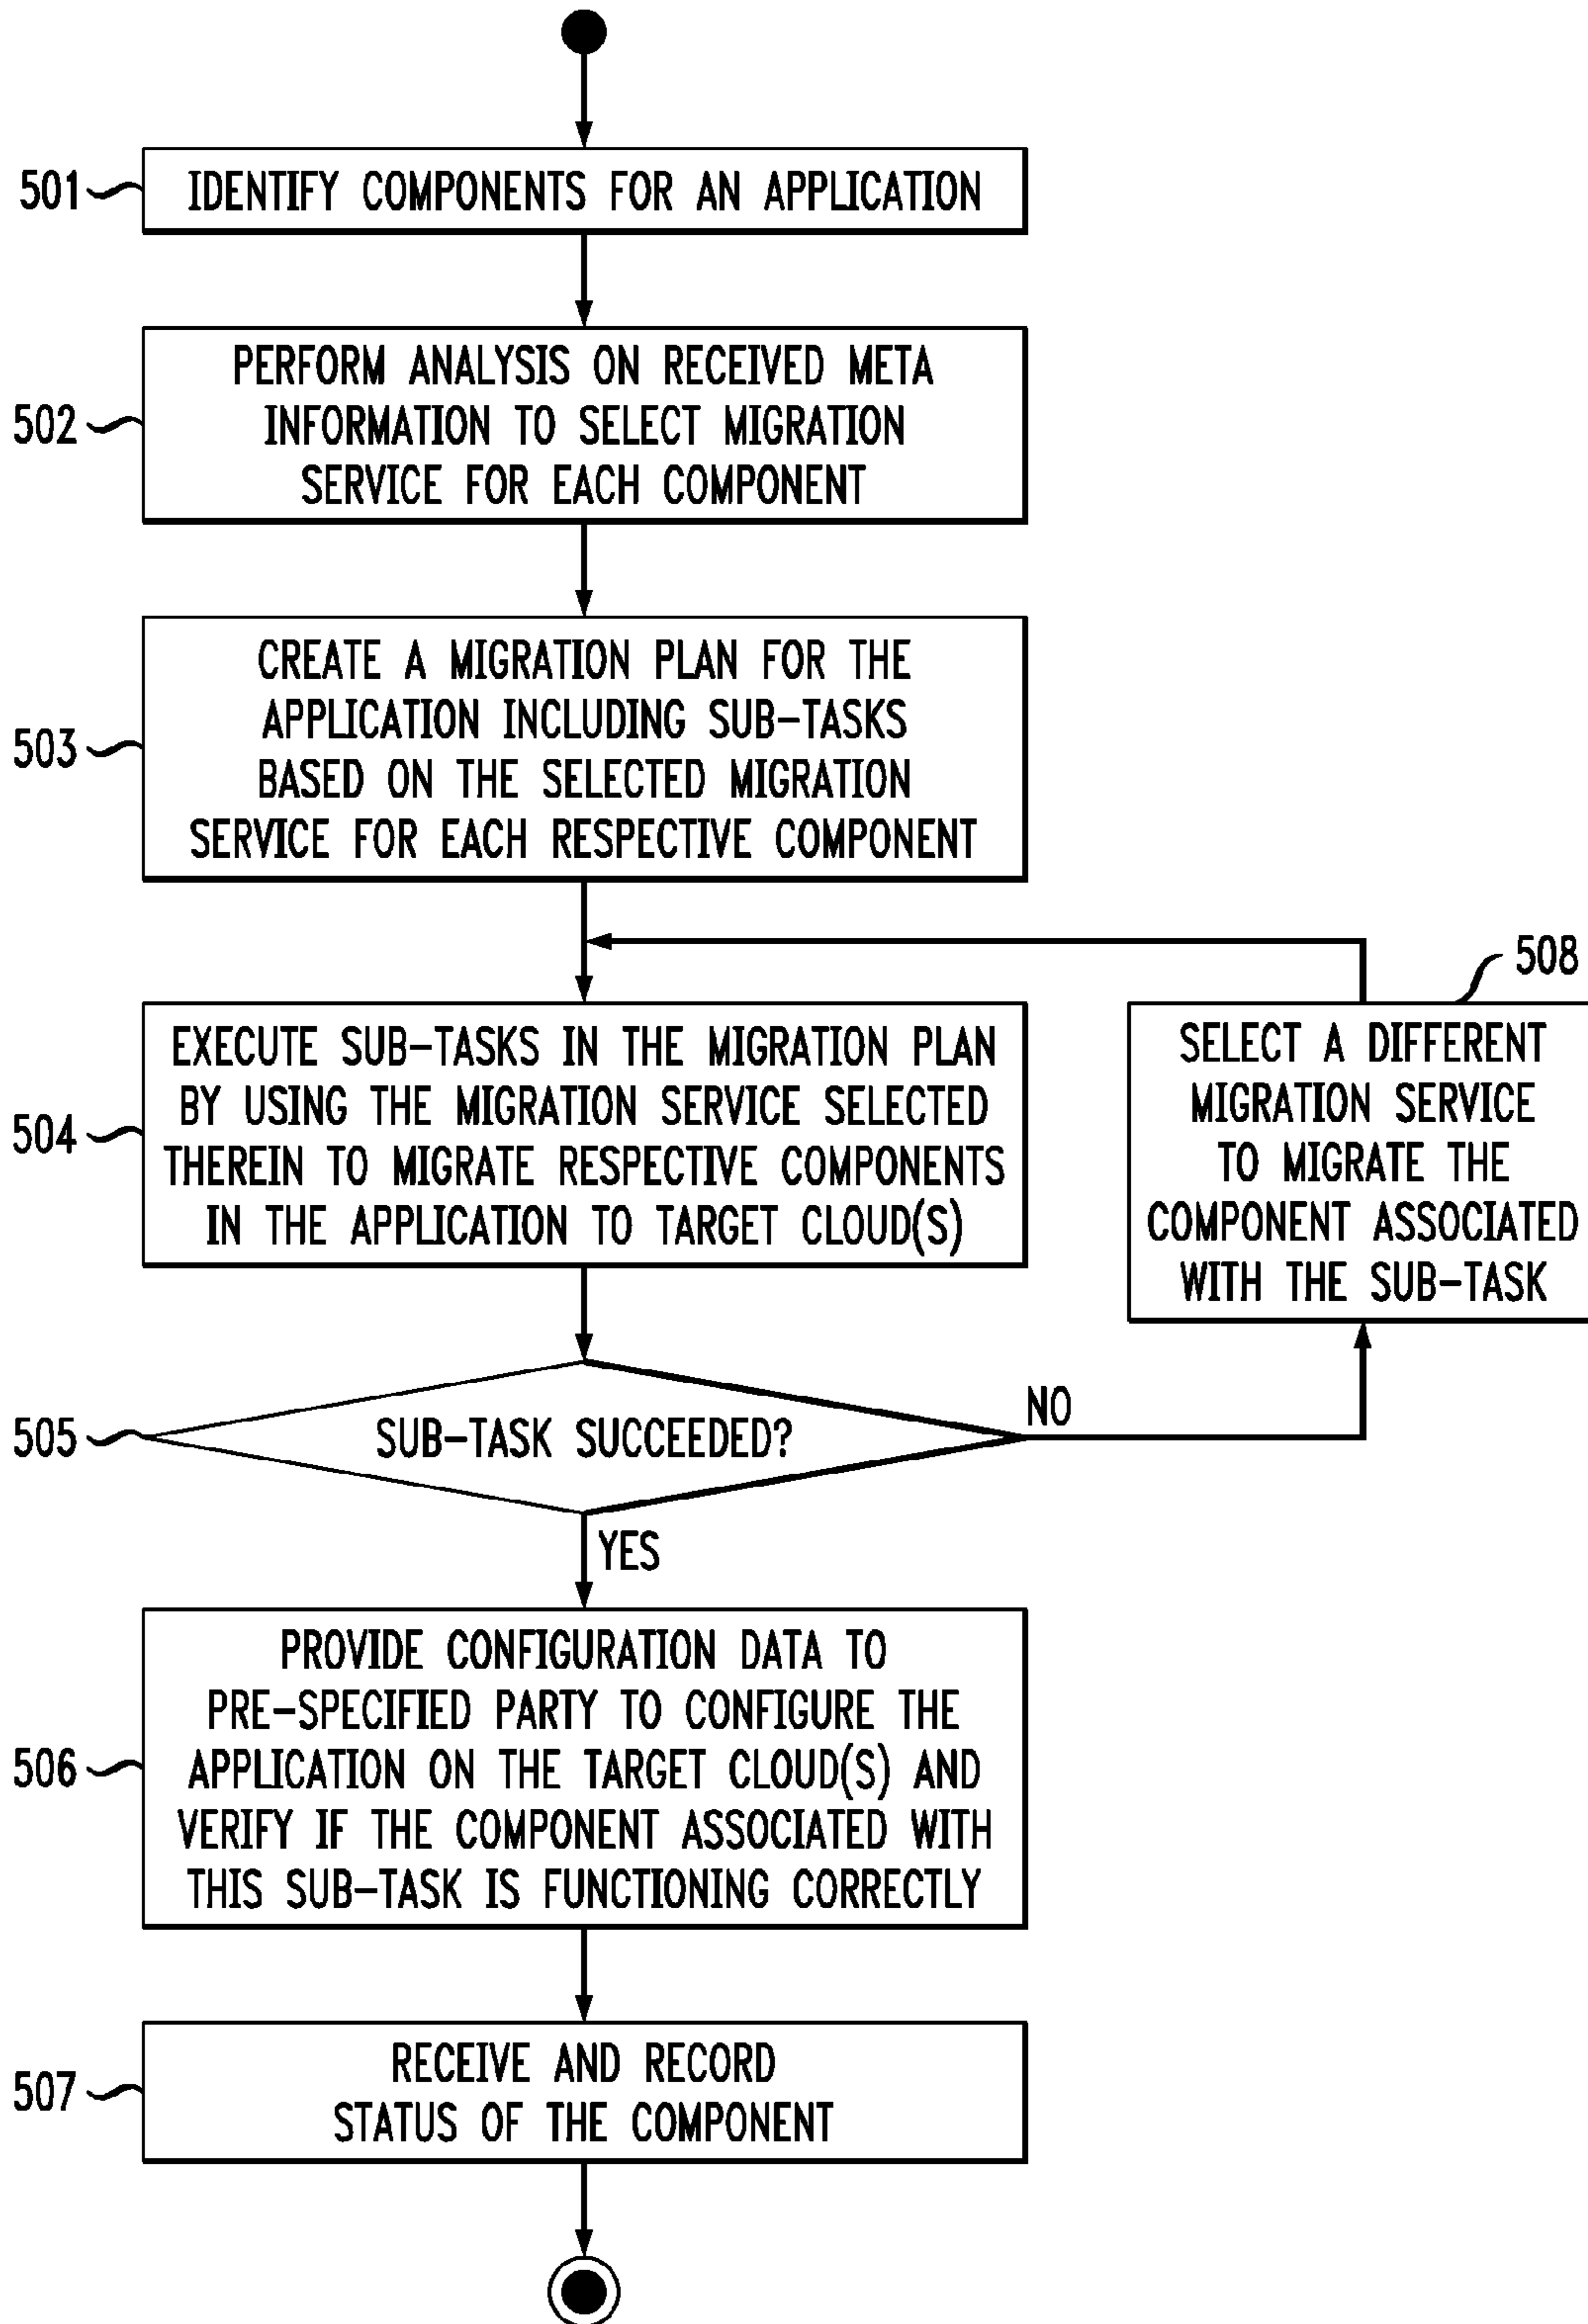 501
IDENTIFY COMPONENTS FOR AN APPLICATION
502
PERFORM ANALYSIS ON RECEIVED META
INFORMATION TO SELECT MIGRATION
SERVICE FOR EACH COMPONENT
503
CREATE A MIGRATION PLAN FOR THE
APPLICATION INCLUDING SUB-TASKS
BASED ON THE SELECTED MIGRATION
SERVICE FOR EACH RESPECTIVE COMPONENT
504
EXECUTE SUB-TASKS IN THE MIGRATION PLAN
BY USING THE MIGRATION SERVICE SELECTED
THEREIN TO MIGRATE RESPECTIVE COMPONENTS
IN THE APPLICATION TO TARGET CLOUD(S)
508
SELECT A DIFFERENT
MIGRATION SERVICE
TO MIGRATE THE
COMPONENT ASSOCIATED
WITH THE SUB-TASK
505
SUB-TASK SUCCEEDED?
NO
YES
506
PROVIDE CONFIGURATION DATA TO
PRE-SPECIFIED PARTY TO CONFIGURE THE
APPLICATION ON THE TARGET CLOUD(S) AND
VERIFY IF THE COMPONENT ASSOCIATED WITH
THIS SUB-TASK IS FUNCTIONING CORRECTLY
507
RECEIVE AND RECORD
STATUS OF THE COMPONENT